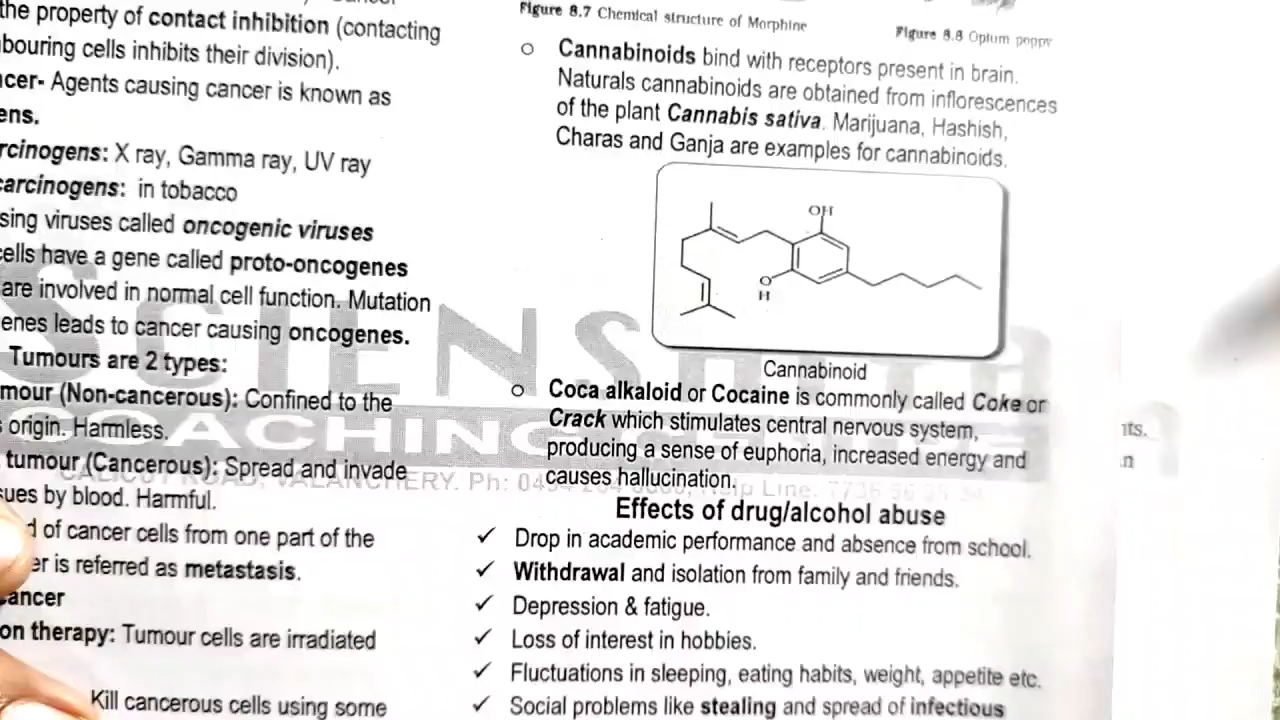 the property of contact inhibition (contacting
bouring cells inhibits their division).
cer- Agents causing cancer is known as
ens.
rcinogens: X ray, Gamma ray, UV ray
carcinogens: in tobacco
sing viruses called oncogenic viruses
cells have a gene called proto-oncogenes
are involved in normal cell function. Mutation
enes leads to cancer causing oncogenes.
Tumours are 2 types:
mour (Non-cancerous): Confined to the
origin. Harmless.
tumour (Cancerous): Spread and invade
sues by blood. Harmful.
d of cancer cells from one part of the
er is referred as metastasis.
ancer
on therapy: Tumour cells are irradiated
Kill cancerous cells using some
Figure 8.7 Chemical structure of Morphine
Figure 8.8 Opium poppy
o Cannabinoids bind with receptors present in brain.
Naturals cannabinoids are obtained from inflorescences
of the plant Cannabis sativa. Marijuana, Hashish,
Charas and Ganja are examples for cannabinoids.
OH
O
H
Cannabinoid
o Coca alkaloid or Cocaine is commonly called Coke or
Crack which stimulates central nervous system,
producing a sense of euphoria, increased energy and
causes hallucination.
Effects of drug/alcohol abuse
✓ Drop in academic performance and absence from school.
✓ Withdrawal and isolation from family and friends.
✓ Depression & fatigue.
✓ Loss of interest in hobbies.
✓ Fluctuations in sleeping, eating habits, weight, appetite etc.
✓ Social problems like stealing and spread of infectious
nts.
n
COACHING
CALICUT ROAD, VALANCHERY. Ph: